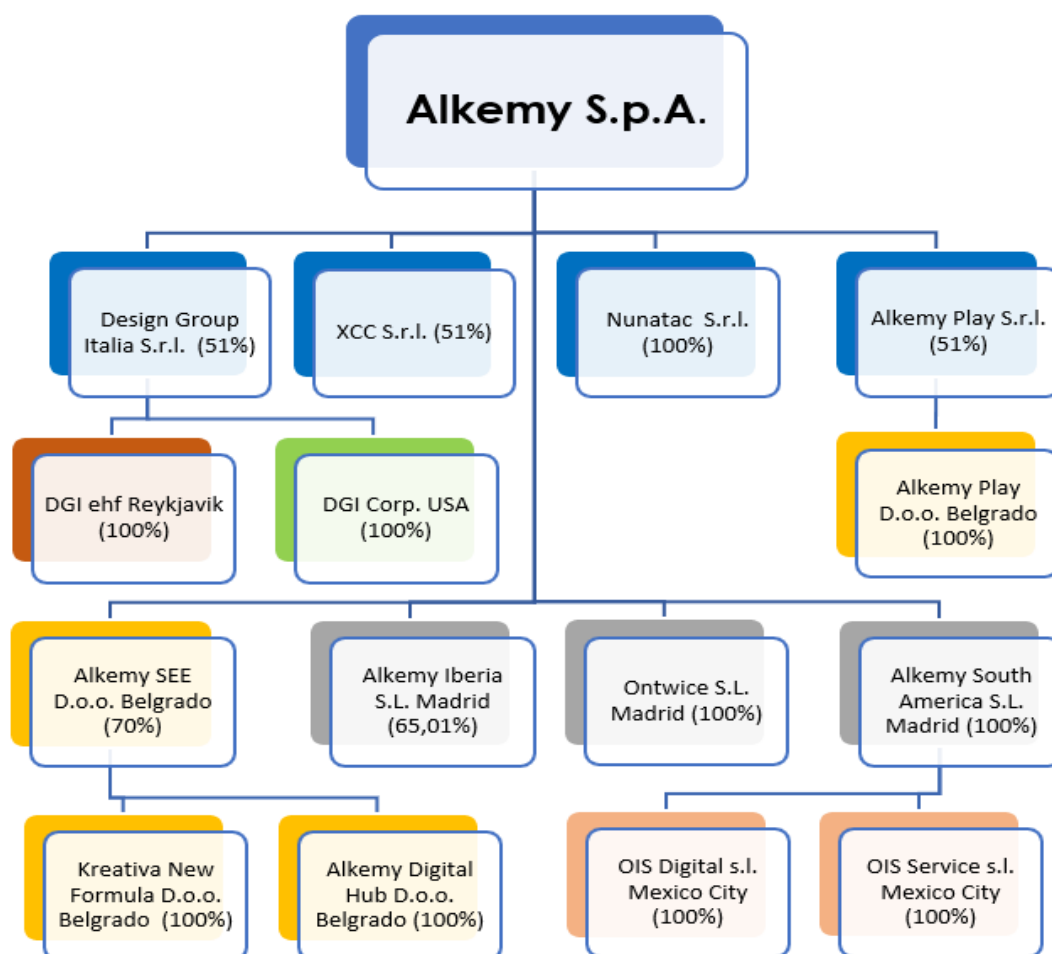 Alkemy S.p.A.
Design Group
Italia S.r.l. (51%)
XCC S.r.l. (51%)
Nunatac S.r.l.
(100%)
Alkemy Play S.r.l.
(51%)
DGI ehf Reykjavik
(100%)
DGI Corp. USA
(100%)
Alkemy Play
D.o.o. Belgrado
(100%)
Alkemy SEE
D.o.o. Belgrado
(70%)
Alkemy Iberia
S.L. Madrid
(65,01%)
Ontwice S.L.
Madrid (100%)
Alkemy South
America S.L.
Madrid (100%)
Kreativa New
Formula D.o.o.
Belgrado (100%)
Alkemy Digital
Hub D.o.o.
Belgrado (100%)
OIS Digital s.l.
Mexico City
(100%)
OIS Service s.l.
Mexico City
(100%)